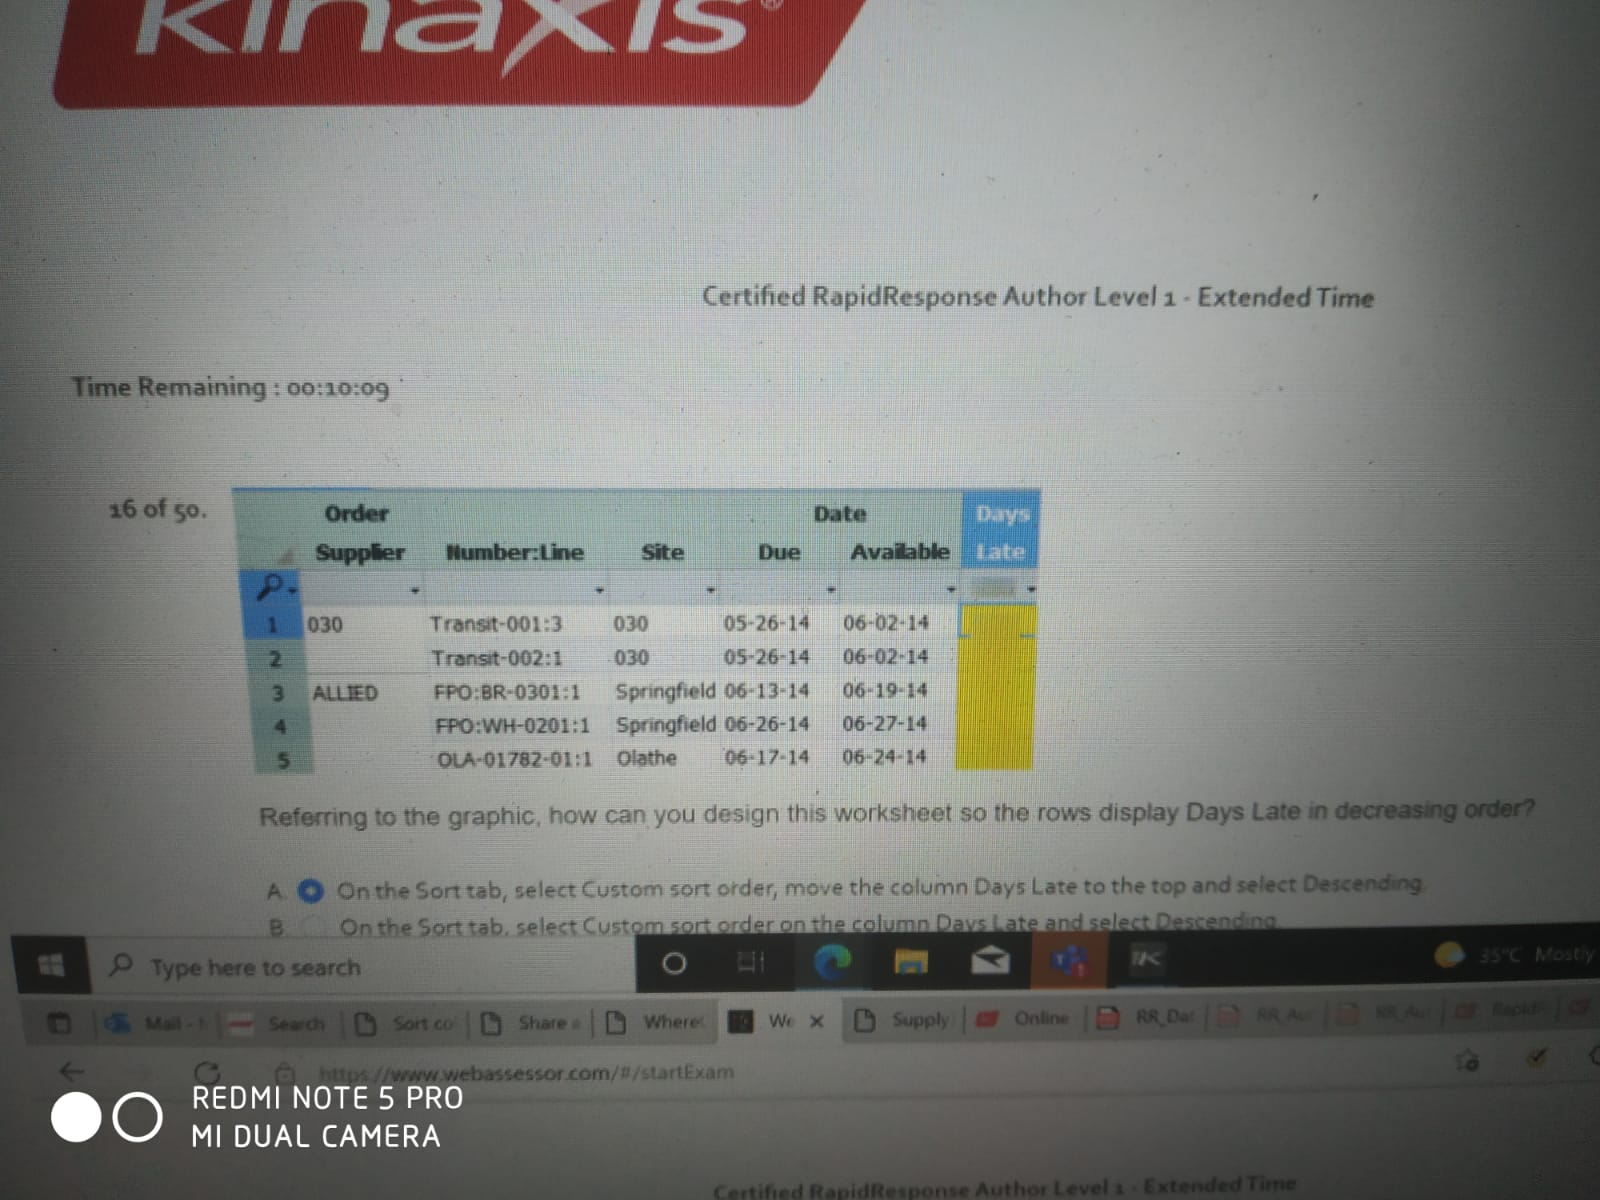 kinaxis®
Certified RapidResponse Author Level 1 - Extended Time
Time Remaining : 00:10:09
16 of 50.
Order Date Days
Supplier Number:Line Site Due Available Late
1 030 Transit-001:3 030 05-26-14 06-02-14
2 Transit-002:1 030 05-26-14 06-02-14
3 ALLIED FPO:BR-0301:1 Springfield 06-13-14 06-19-14
4 FPO:WH-0201:1 Springfield 06-26-14 06-27-14
5 OLA-01782-01:1 Olathe 06-17-14 06-24-14
Referring to the graphic, how can you design this worksheet so the rows display Days Late in decreasing order?
A. On the Sort tab, select Custom sort order, move the column Days Late to the top and select Descending.
B. On the Sort tab, select Custom sort order on the column Days Late and select Descending.
Type here to search 35°C Mostly
Mail - Search Sort co Share a Where We X Supply Online RR_Dat RR_Au RR_Au
https://www.webassessor.com/#/startExam
REDMI NOTE 5 PRO
MI DUAL CAMERA
Certified RapidResponse Author Level 1 - Extended Time